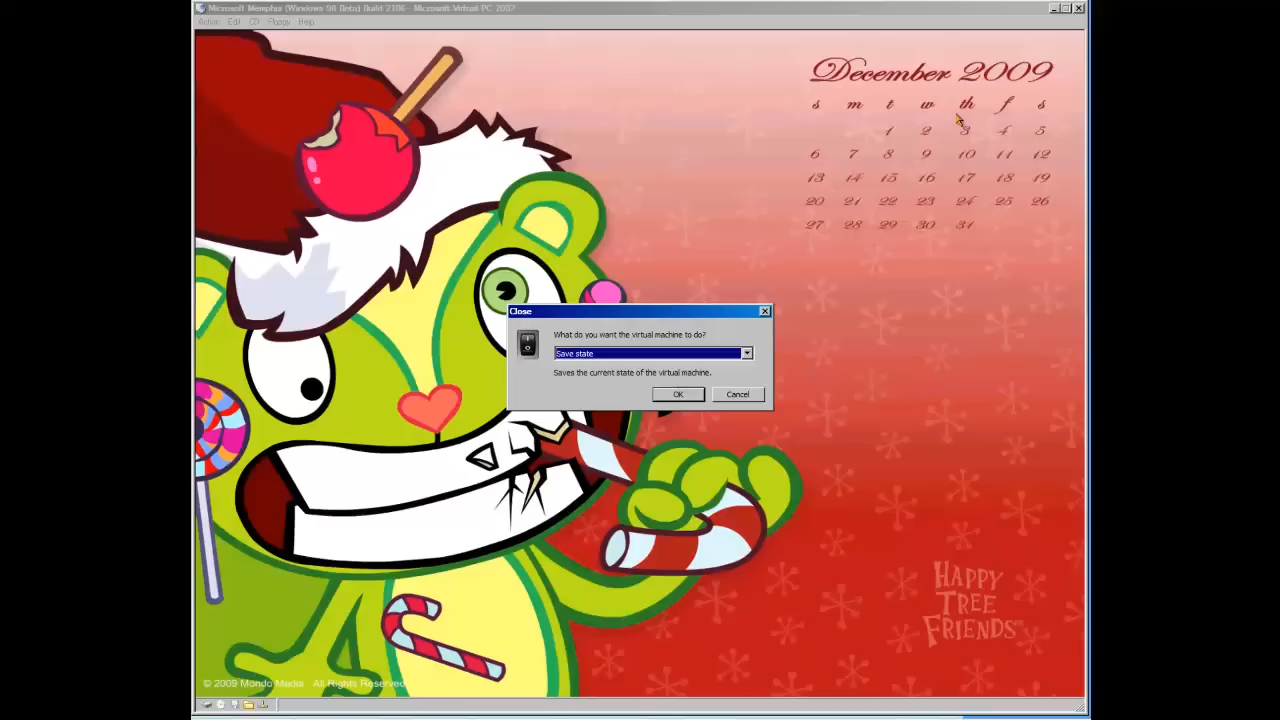 Microsoft Memphis (Windows 98 Beta) Build 2106 - Microsoft Virtual PC 2007
Action Edit CD Floppy Help
December 2009
s m t w th f s
1 2 3 4 5
6 7 8 9 10 11 12
13 14 15 16 17 18 19
20 21 22 23 24 25 26
27 28 29 30 31
Close
What do you want the virtual machine to do?
Save state
Saves the current state of the virtual machine.
OK Cancel
HAPPY
TREE
FRIENDS
© 2009 Mondo Media All Rights Reserved